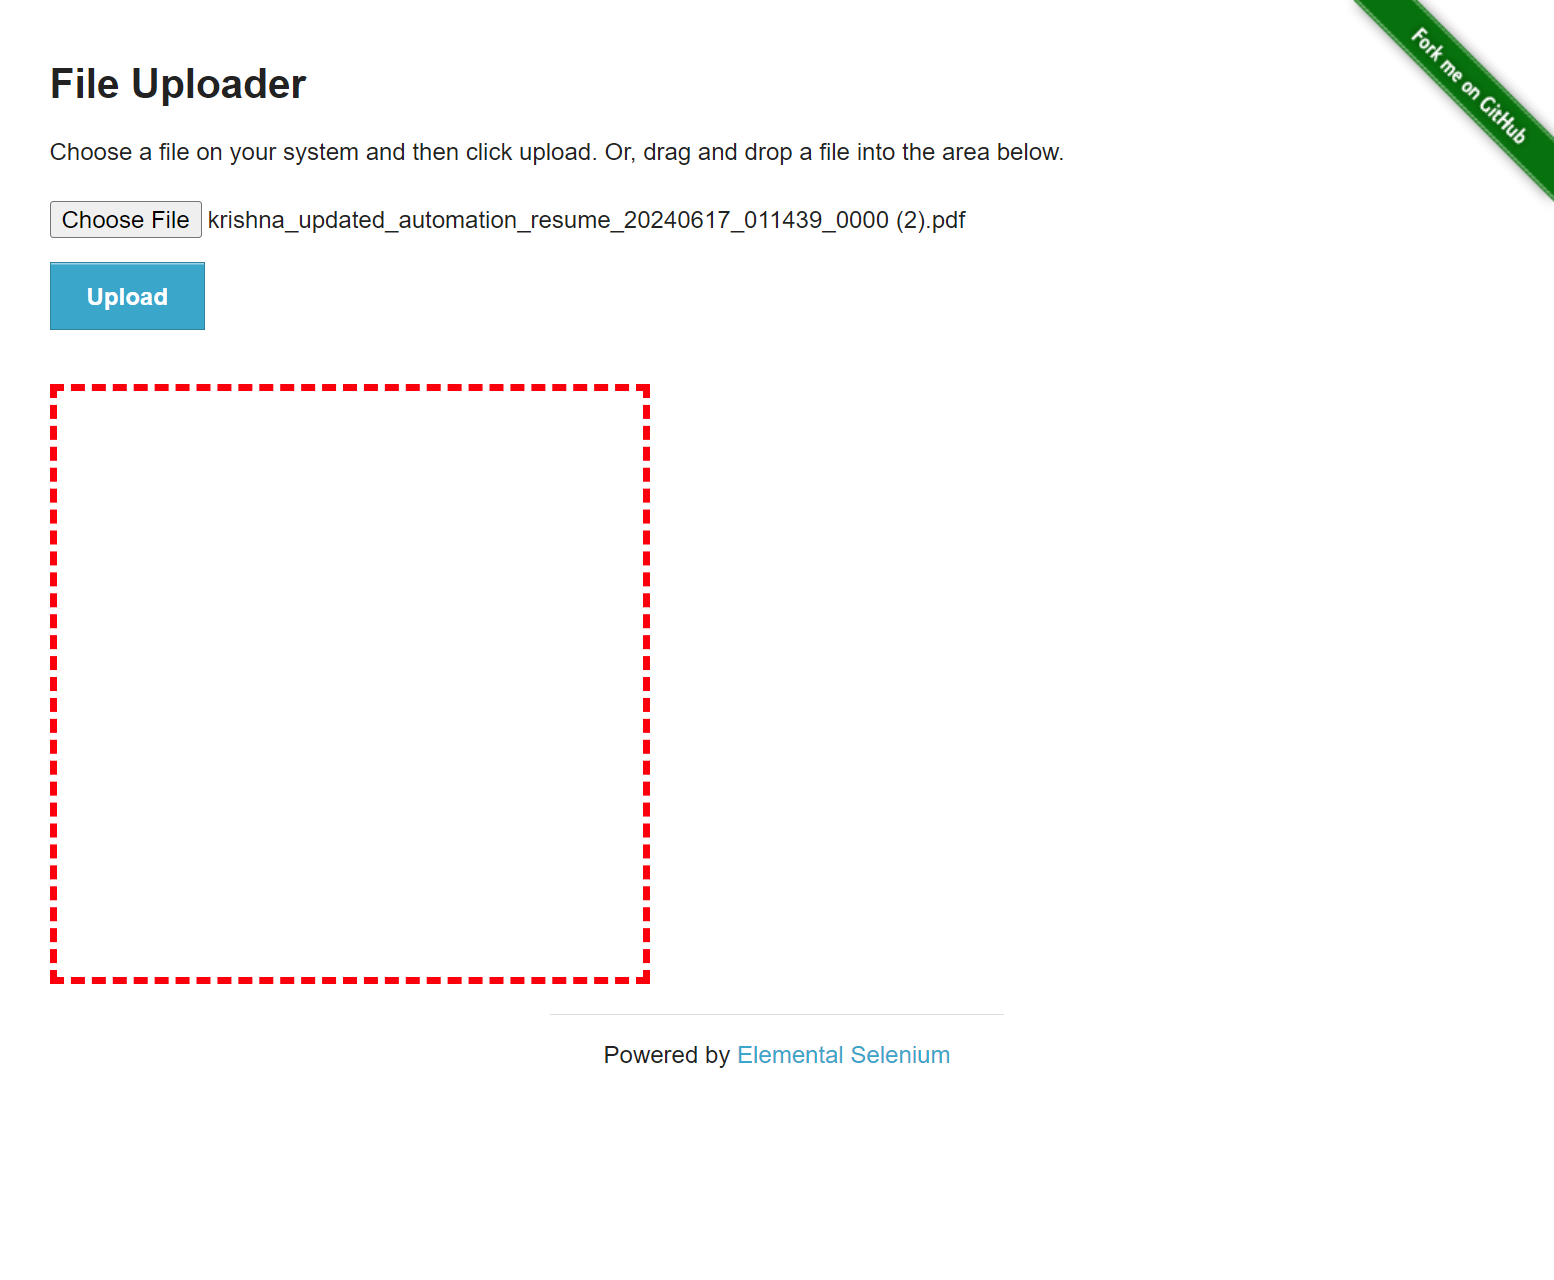 Fork me on GitHub
File Uploader
Choose a file on your system and then click upload. Or, drag and drop a file into the area below.
Choose File krishna_updated_automation_resume_20240617_011439_0000 (2).pdf
Upload
Powered by Elemental Selenium